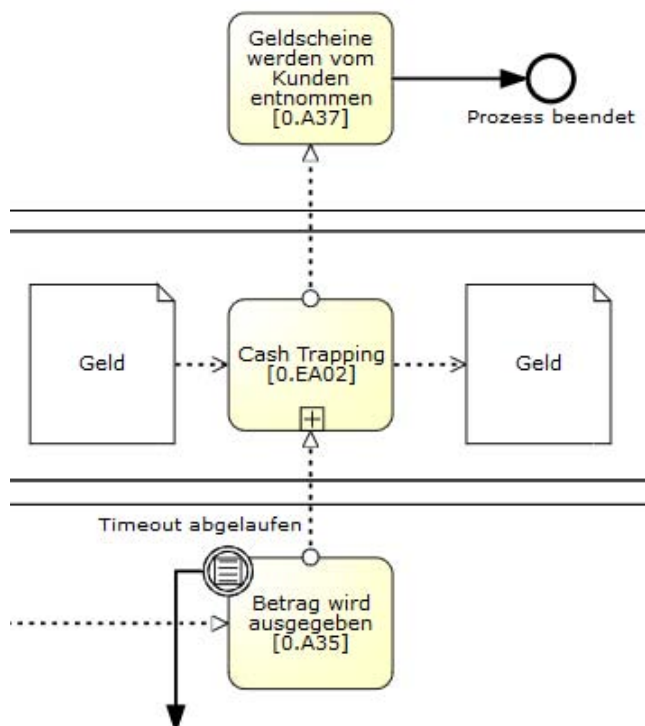 Geldscheine
werden vom
Kunden
entnommen
[0.A37]
Prozess beendet
Geld
Cash Trapping
[0.EA02]
Geld
Timeout abgelaufen
Betrag wird
ausgegeben
[0.A35]